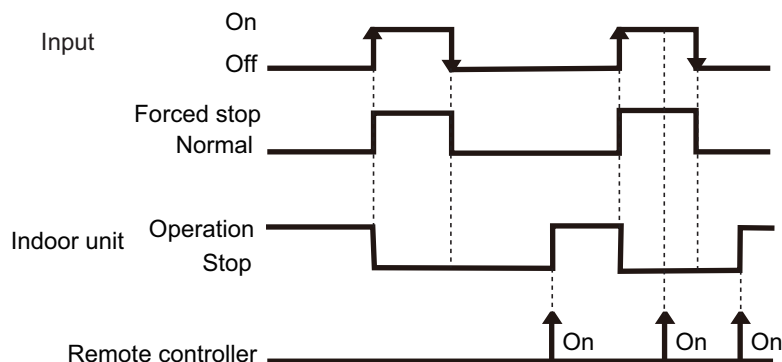 On
Input
Off
Forced stop
Normal
Operation
Indoor unit
Stop
On
On
On
Remote controller